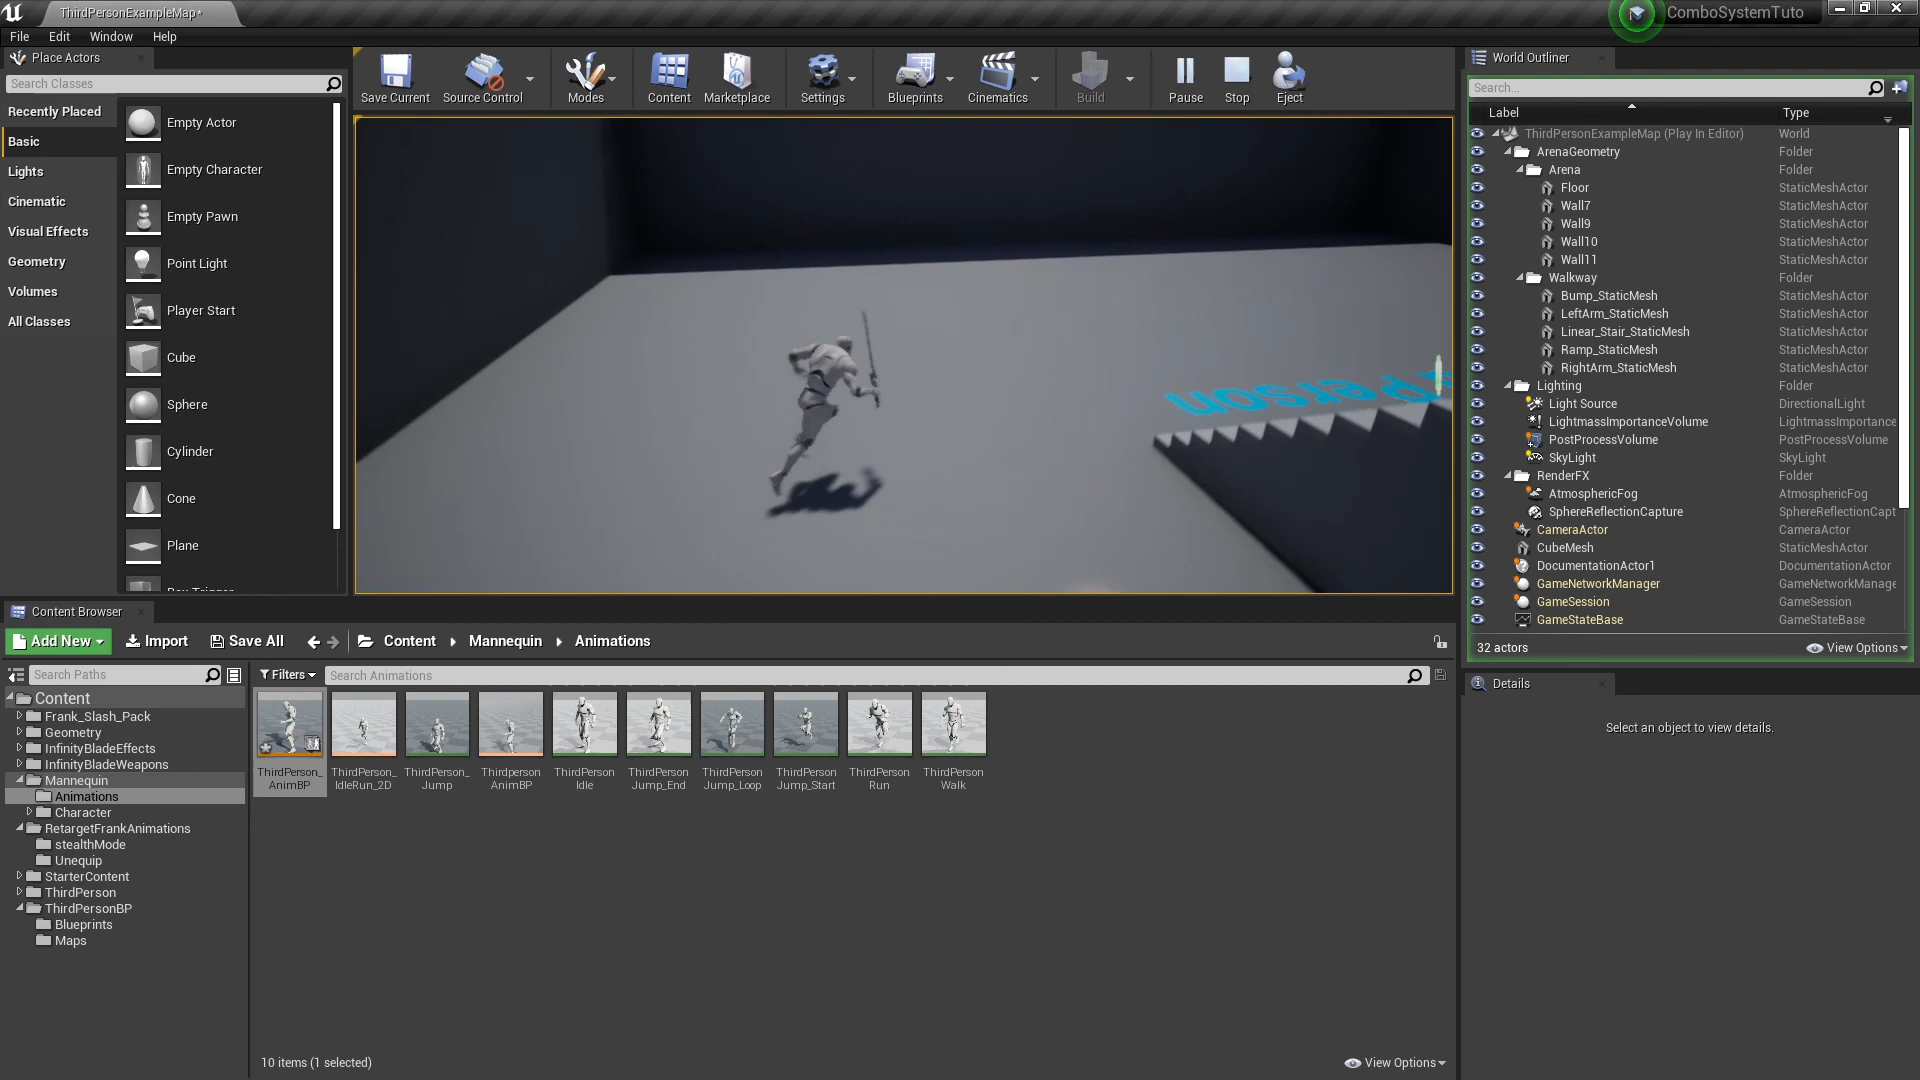 ThirdPersonExampleMap*
ComboSystemTuto
File Edit Window Help
Place Actors
Search Classes
Recently Placed
Basic
Lights
Cinematic
Visual Effects
Geometry
Volumes
All Classes
Empty Actor
Empty Character
Empty Pawn
Point Light
Player Start
Cube
Sphere
Cylinder
Cone
Plane
Box Trigger
Save Current
Source Control
Modes
Content
Marketplace
Settings
Blueprints
Cinematics
Build
Pause
Stop
Eject
Person
World Outliner
Search...
Label Type
ThirdPersonExampleMap (Play In Editor) World
ArenaGeometry Folder
Arena Folder
Floor StaticMeshActor
Wall7 StaticMeshActor
Wall9 StaticMeshActor
Wall10 StaticMeshActor
Wall11 StaticMeshActor
Walkway Folder
Bump_StaticMesh StaticMeshActor
LeftArm_StaticMesh StaticMeshActor
Linear_Stair_StaticMesh StaticMeshActor
Ramp_StaticMesh StaticMeshActor
RightArm_StaticMesh StaticMeshActor
Lighting Folder
Light Source DirectionalLight
LightmassImportanceVolume LightmassImportance
PostProcessVolume PostProcessVolume
SkyLight SkyLight
RenderFX Folder
AtmosphericFog AtmosphericFog
SphereReflectionCapture SphereReflectionCapt
CameraActor CameraActor
CubeMesh StaticMeshActor
DocumentationActor1 DocumentationActor
GameNetworkManager GameNetworkManage
GameSession GameSession
GameStateBase GameStateBase
32 actors
View Options
Details
Select an object to view details.
Content Browser
Add New Import Save All Content Mannequin Animations
Search Paths
Content
Frank_Slash_Pack
Geometry
InfinityBladeEffects
InfinityBladeWeapons
Mannequin
Animations
Character
RetargetFrankAnimations
stealthMode
Unequip
StarterContent
ThirdPerson
ThirdPersonBP
Blueprints
Maps
Filters Search Animations
ThirdPerson_
AnimBP
ThirdPerson_
IdleRun_2D
ThirdPerson_
Jump
Thirdperson
AnimBP
ThirdPerson
Idle
ThirdPerson
Jump_End
ThirdPerson
Jump_Loop
ThirdPerson
Jump_Start
ThirdPerson
Run
ThirdPerson
Walk
10 items (1 selected)
View Options